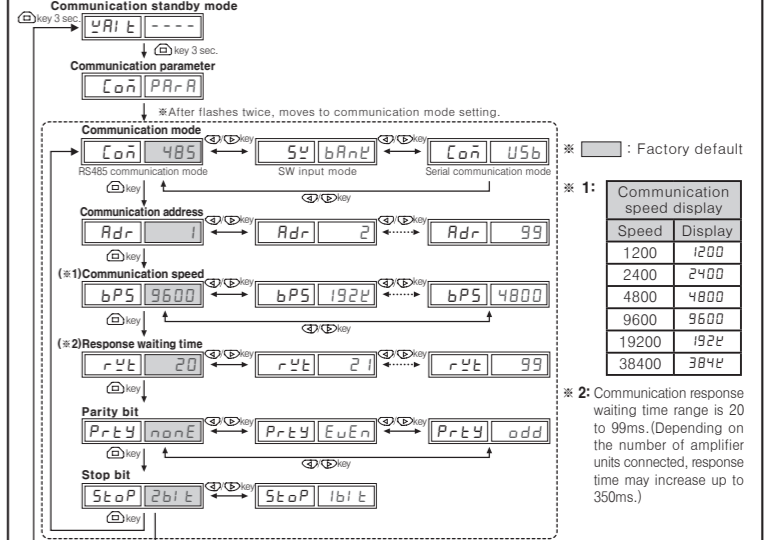 Communication standby mode
key 3 sec.
WAIt ----
key 3 sec.
Communication parameter
Com PArA
※After flashes twice, moves to communication mode setting.
Communication mode
Com 485 key SW bAnK key Com USb
RS485 communication mode SW input mode Serial communication mode
key
key
Communication address
Adr 1 key Adr 2 key Adr 99
key
(※1)Communication speed
bPS 9600 key bPS 192K key bPS 4800
key
key
(※2)Response waiting time
rWt 20 key rWt 21 key rWt 99
key
Parity bit
PrtY nonE key PrtY EvEn key PrtY odd
key
key
Stop bit
StoP 2bIt key StoP 1bIt
key
※ : Factory default
※ 1:
Communication
speed display
Speed Display
1200 1200
2400 2400
4800 4800
9600 9600
19200 192K
38400 384K
※ 2: Communication response
waiting time range is 20
to 99ms.(Depending on
the number of amplifier
units connected, response
time may increase up to
350ms.)